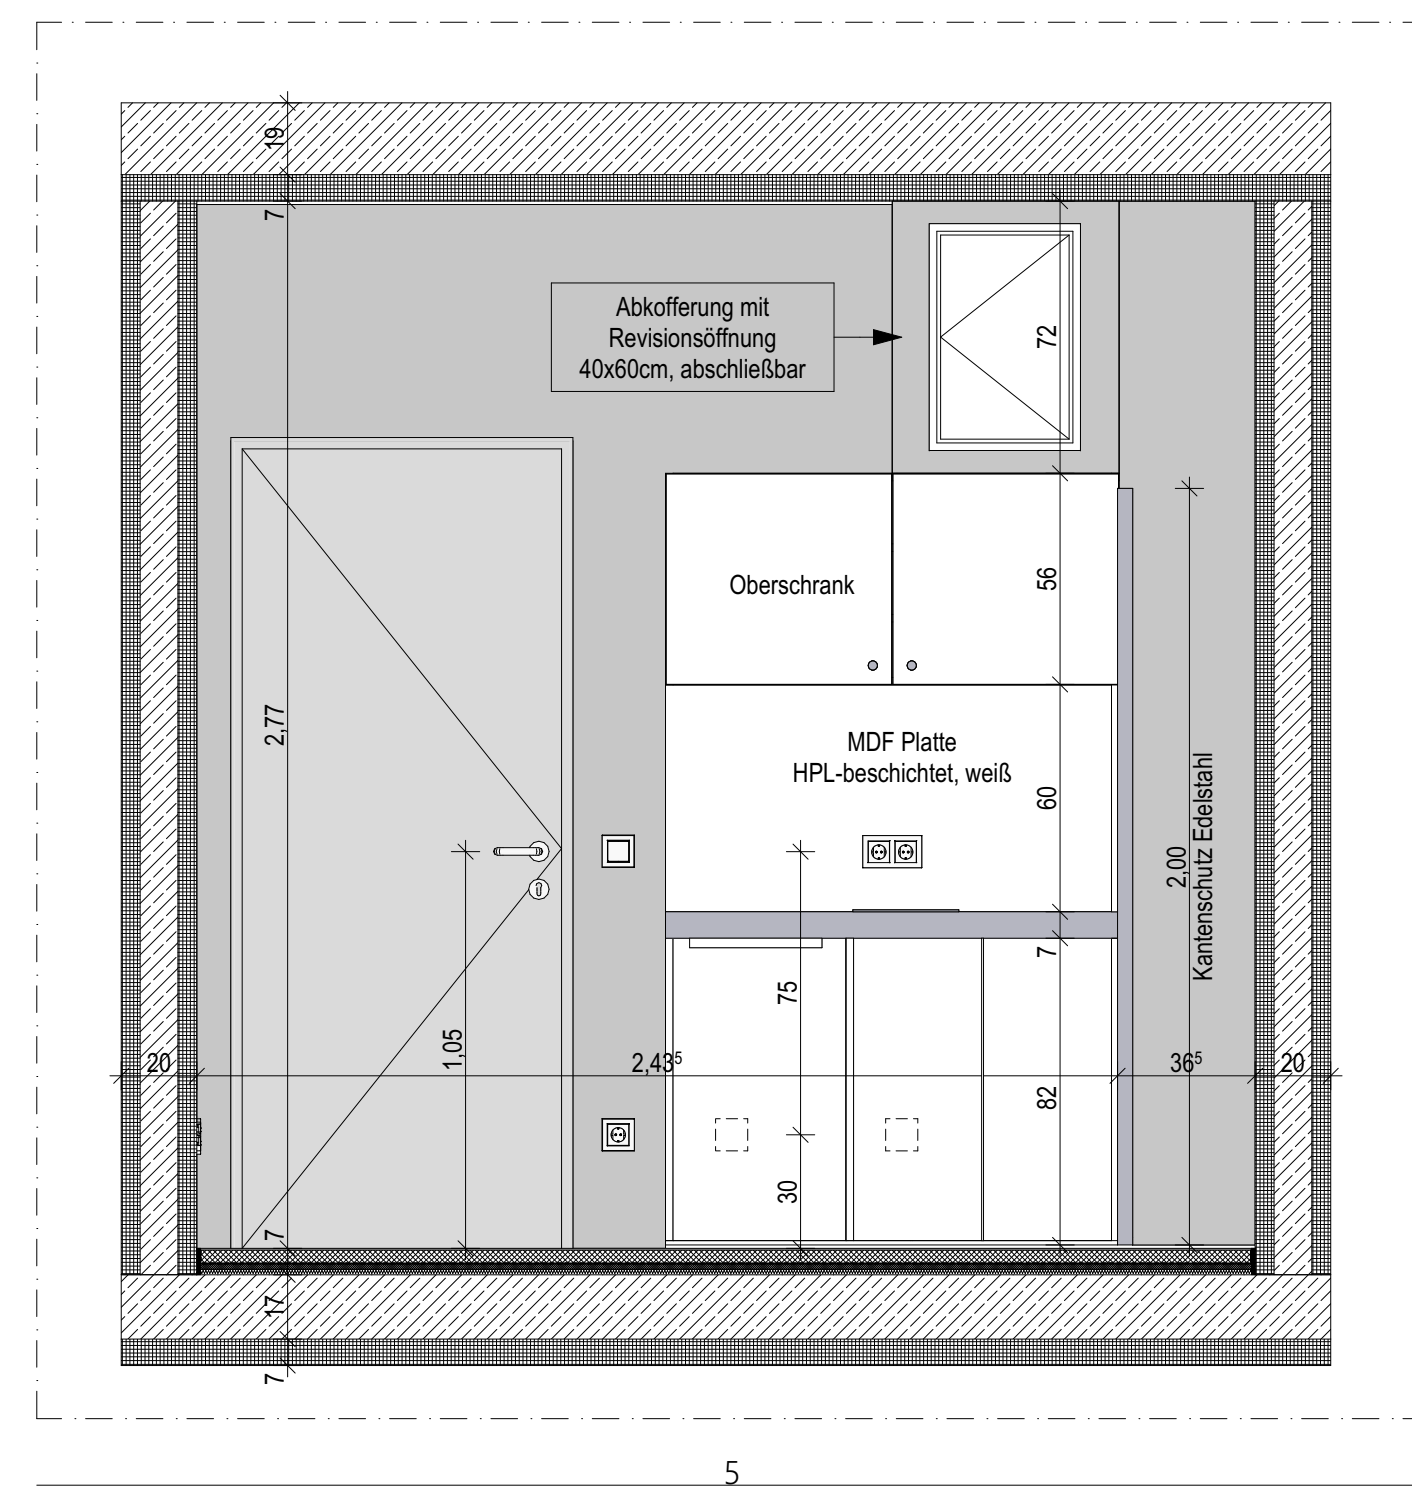 19
7
Abkofferung mit
Revisionsöffnung
40x60cm, abschließbar
72
Oberschrank
56
2,77
MDF Platte
HPL-beschichtet, weiß
60
2,00
Kantenschutz Edelstahl
7
75
1,05
20
2,43⁵
36⁵
20
82
30
7
17
7
5